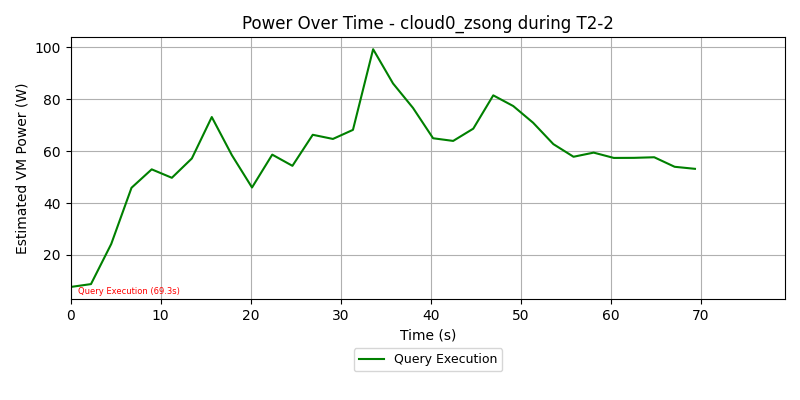 Power Over Time - cloud0_zsong during T2-2
Estimated VM Power (W)
100
80
60
40
20
Query Execution (69.3s)
0 10 20 30 40 50 60 70
Time (s)
Query Execution